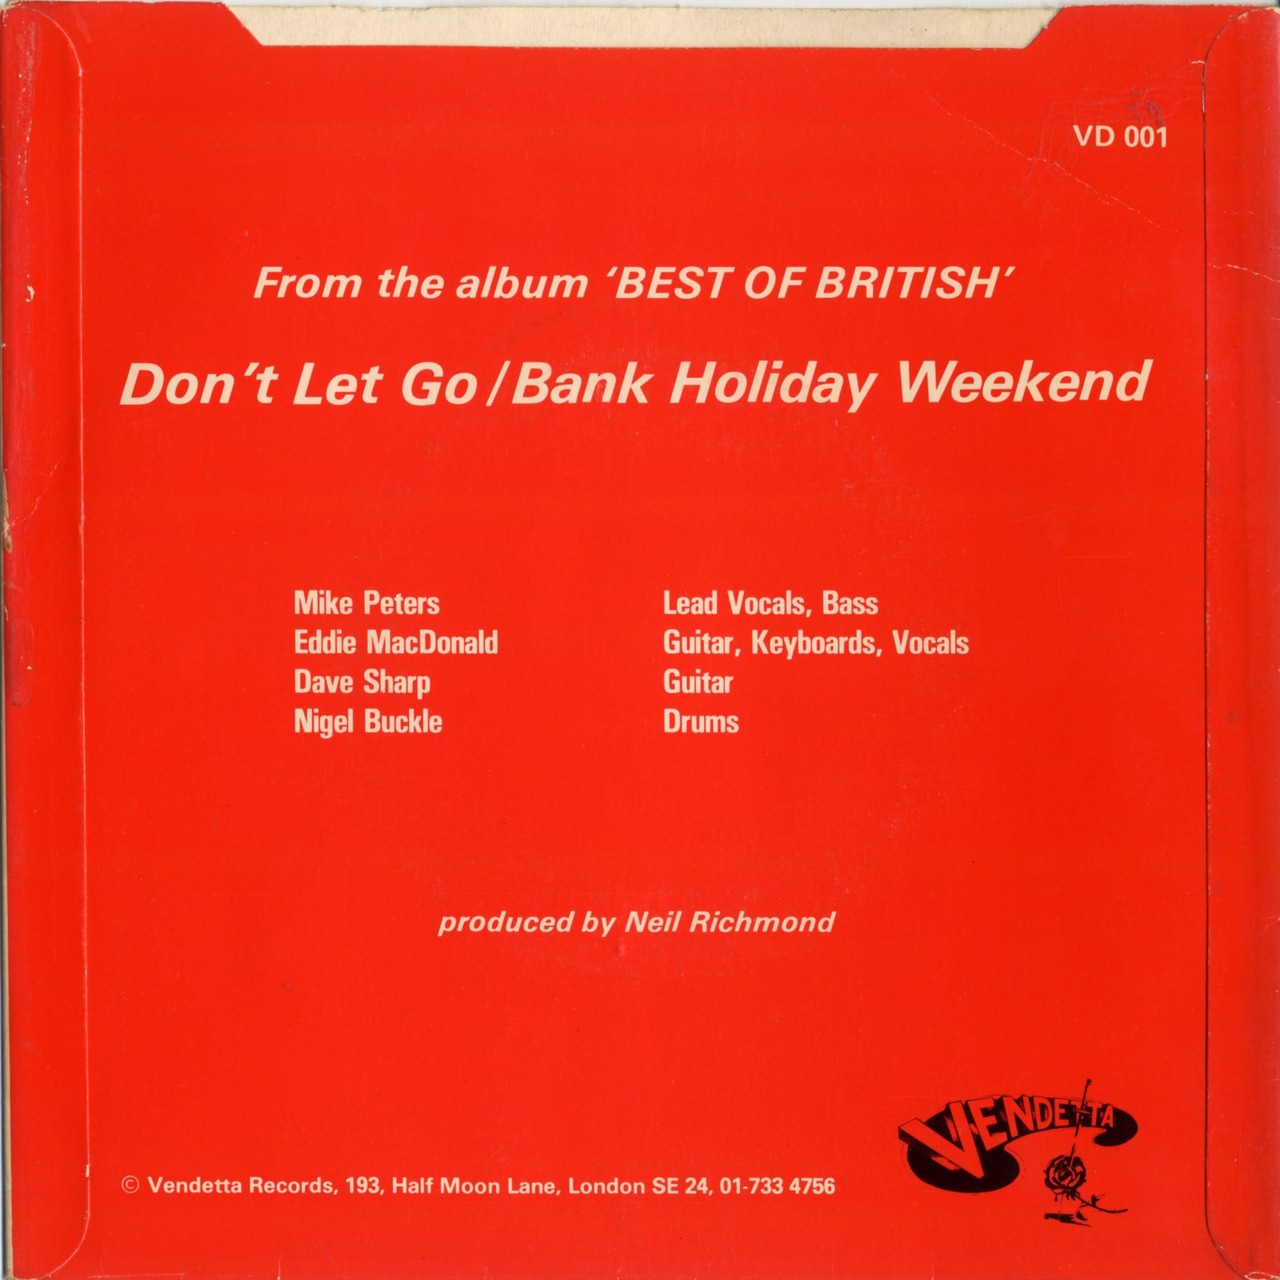 VD 001
From the album ‘BEST OF BRITISH’
Don’t Let Go/Bank Holiday Weekend
Mike Peters Lead Vocals, Bass
Eddie MacDonald Guitar, Keyboards, Vocals
Dave Sharp Guitar
Nigel Buckle Drums
produced by Neil Richmond
VENDETTA
© Vendetta Records, 193, Half Moon Lane, London SE 24, 01-733 4756